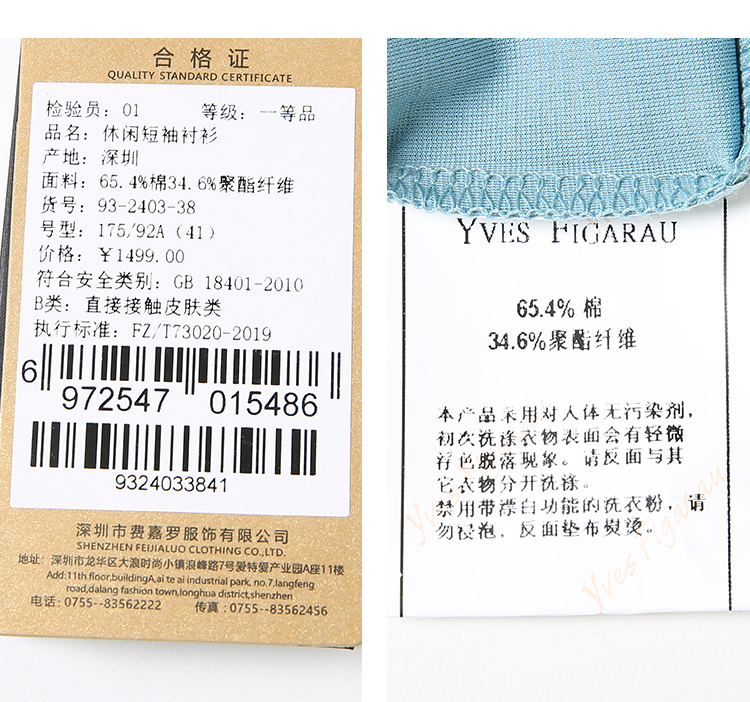 合格证
QUALITY STANDARD CERTIFICATE
检验员：01 等级：一等品
品名：休闲短袖衬衫
产地：深圳
面料：65.4%棉34.6%聚酯纤维
货号：93-2403-38
号型：175/92A（41）
价格：￥1499.00
符合安全类别：GB 18401-2010
B类：直接接触皮肤类
执行标准：FZ/T73020-2019
6 972547 015486
9324033841
深圳市费嘉罗服饰有限公司
SHENZHEN FEIJIALUO CLOTHING CO.,LTD.
地址：深圳市龙华区大浪时尚小镇浪峰路7号爱特爱产业园A座11楼
Add:11th floor,buildingA,ai te ai industrial park, no.7,langfeng
road,dalang fashion town,longhua district,shenzhen
电话：0755--83562222 传真：0755--83562456
YVES FIGARAU
65.4% 棉
34.6%聚酯纤维
本产品采用对人体无污染剂，
初次洗涤衣物表面会有轻微
浮色脱落现象。请反面与其
它衣物分开洗涤。
禁用带漂白功能的洗衣粉，请
勿浸泡，反面垫布熨烫。
Yves Figarau
Yves Figarau